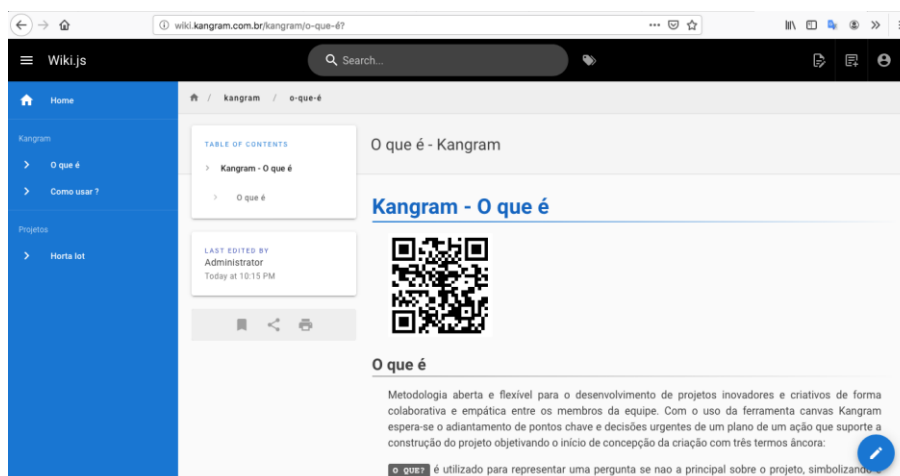 wiki.kangram.com.br/kangram/o-que-é?
Wiki.js
Search...
Home
/ kangram / o-que-é
Kangram
O que é
Como usar ?
Projetos
Horta Iot
TABLE OF CONTENTS
Kangram - O que é
O que é
LAST EDITED BY
Administrator
Today at 10:15 PM
O que é - Kangram
Kangram - O que é
O que é
Metodologia aberta e flexível para o desenvolvimento de projetos inovadores e criativos de forma
colaborativa e empática entre os membros da equipe. Com o uso da ferramenta canvas Kangram
espera-se o adiantamento de pontos chave e decisões urgentes de um plano de um ação que suporte a
construção do projeto objetivando o início de concepção da criação com três termos âncora:
O QUE? é utilizado para representar uma pergunta se nao a principal sobre o projeto, simbolizando